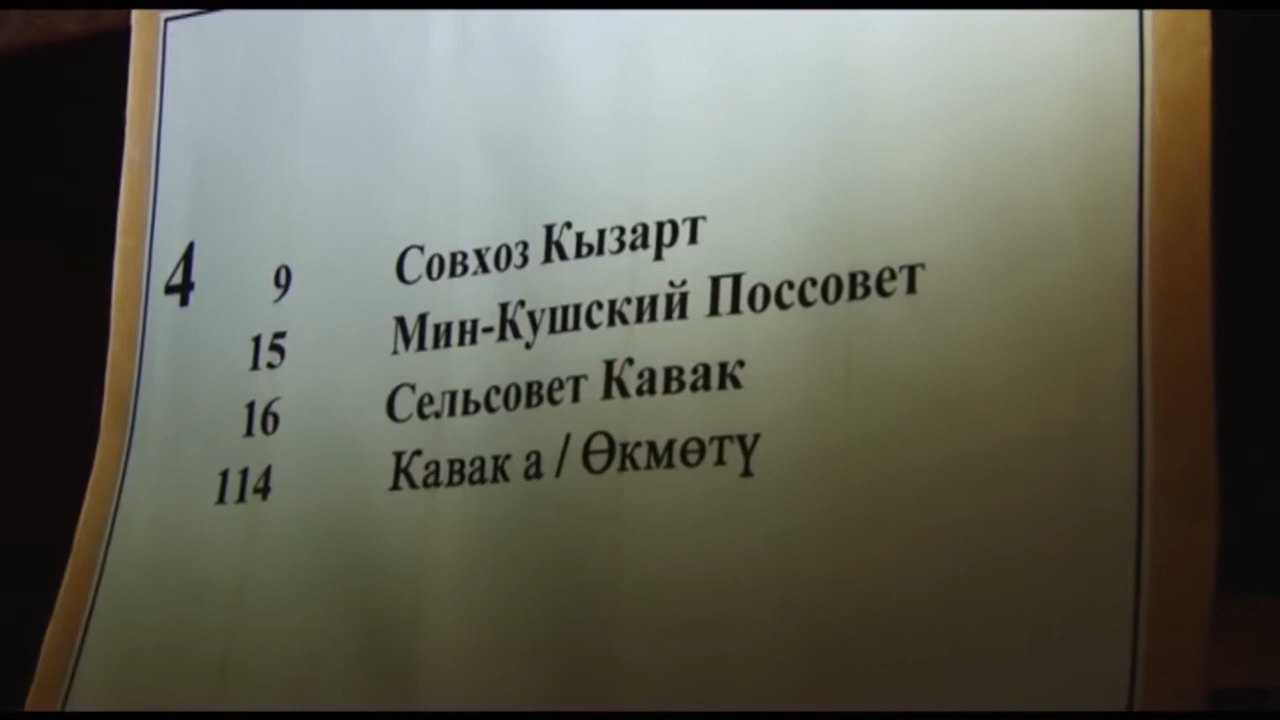 4 9 Совхоз Кызарт
15 Мин-Кушский Поссовет
16 Сельсовет Кавак
114 Кавак а / Өкмөтү